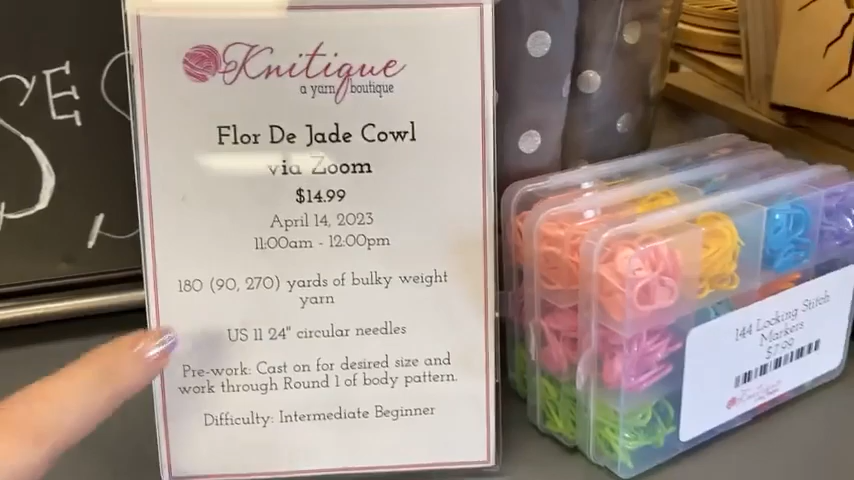 SES
Knitique
a yarn boutique
Flor De Jade Cowl
via Zoom
$14.99
April 14, 2023
11:00am - 12:00pm
180 (90, 270) yards of bulky weight
yarn
US 11 24" circular needles
Pre-work: Cast on for desired size and
work through Round 1 of body pattern.
Difficulty: Intermediate Beginner
144 Locking Stitch
Markers
$7.99
Knitique